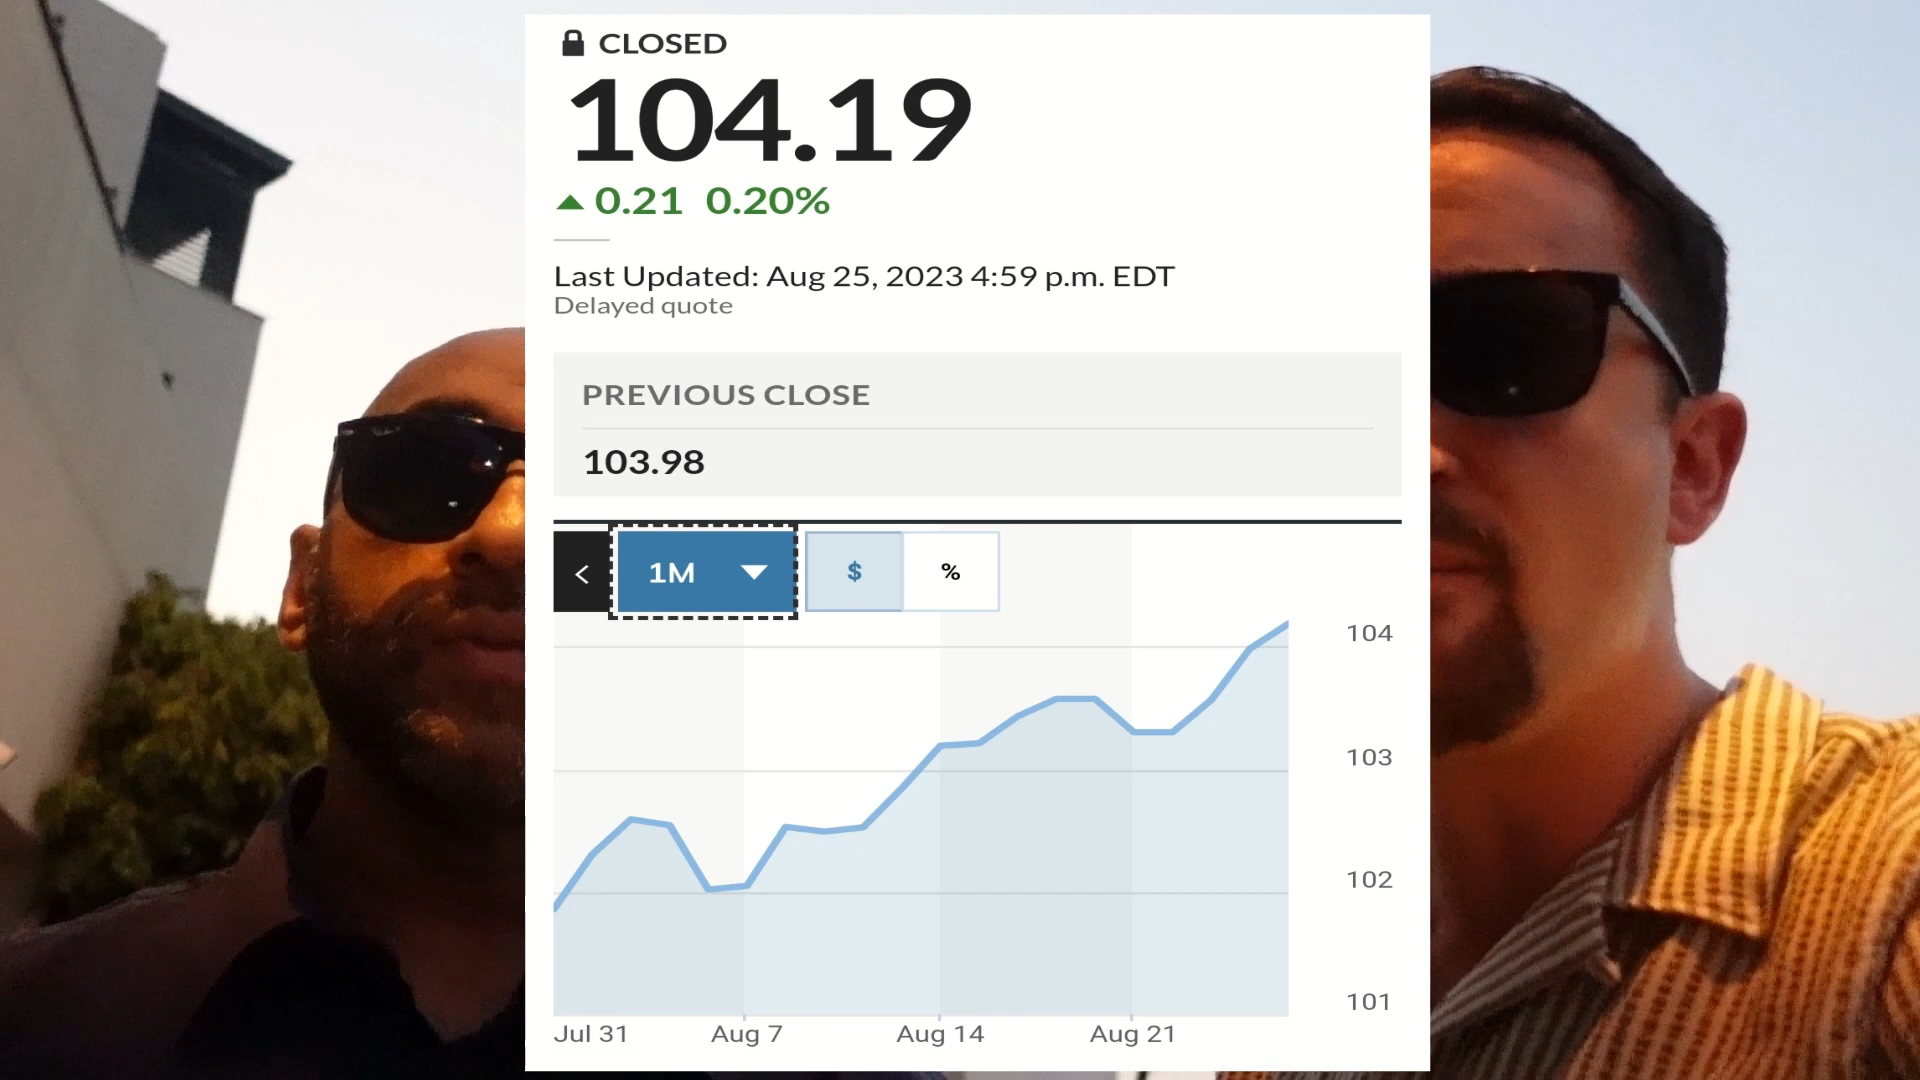 CLOSED
104.19
0.21 0.20%
Last Updated: Aug 25, 2023 4:59 p.m. EDT
Delayed quote
PREVIOUS CLOSE
103.98
< 1M $ %
104
103
102
101
Jul 31 Aug 7 Aug 14 Aug 21